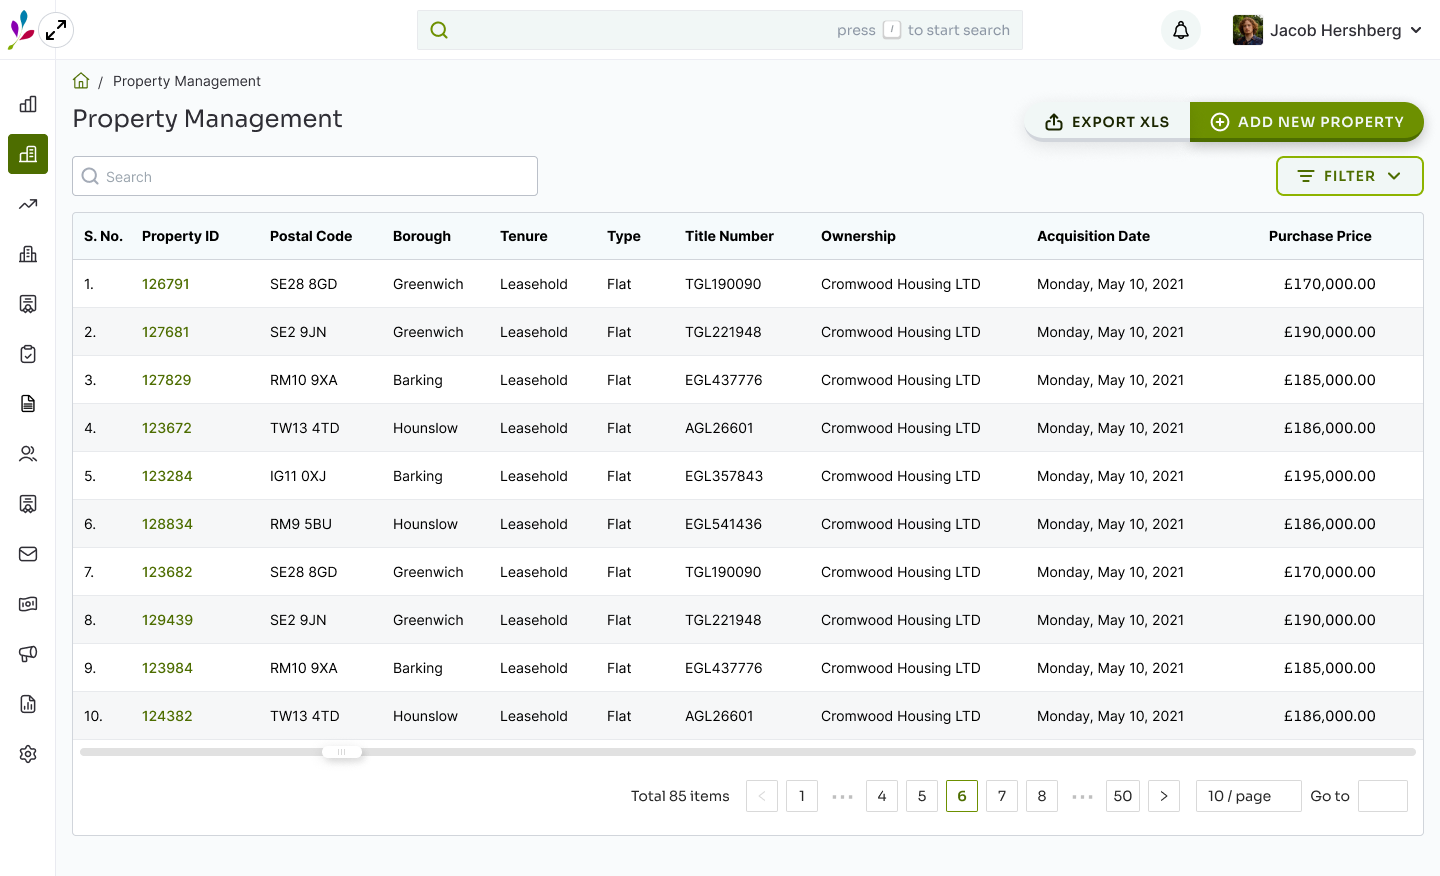 press / to start search
Jacob Hershberg
/ Property Management
Property Management
EXPORT XLS
ADD NEW PROPERTY
Search
FILTER
S. No. Property ID Postal Code Borough Tenure Type Title Number Ownership Acquisition Date Purchase Price
1. 126791 SE28 8GD Greenwich Leasehold Flat TGL190090 Cromwood Housing LTD Monday, May 10, 2021 £170,000.00
2. 127681 SE2 9JN Greenwich Leasehold Flat TGL221948 Cromwood Housing LTD Monday, May 10, 2021 £190,000.00
3. 127829 RM10 9XA Barking Leasehold Flat EGL437776 Cromwood Housing LTD Monday, May 10, 2021 £185,000.00
4. 123672 TW13 4TD Hounslow Leasehold Flat AGL26601 Cromwood Housing LTD Monday, May 10, 2021 £186,000.00
5. 123284 IG11 0XJ Barking Leasehold Flat EGL357843 Cromwood Housing LTD Monday, May 10, 2021 £195,000.00
6. 128834 RM9 5BU Hounslow Leasehold Flat EGL541436 Cromwood Housing LTD Monday, May 10, 2021 £186,000.00
7. 123682 SE28 8GD Greenwich Leasehold Flat TGL190090 Cromwood Housing LTD Monday, May 10, 2021 £170,000.00
8. 129439 SE2 9JN Greenwich Leasehold Flat TGL221948 Cromwood Housing LTD Monday, May 10, 2021 £190,000.00
9. 123984 RM10 9XA Barking Leasehold Flat EGL437776 Cromwood Housing LTD Monday, May 10, 2021 £185,000.00
10. 124382 TW13 4TD Hounslow Leasehold Flat AGL26601 Cromwood Housing LTD Monday, May 10, 2021 £186,000.00
Total 85 items < 1 ••• 4 5 6 7 8 ••• 50 > 10 / page Go to